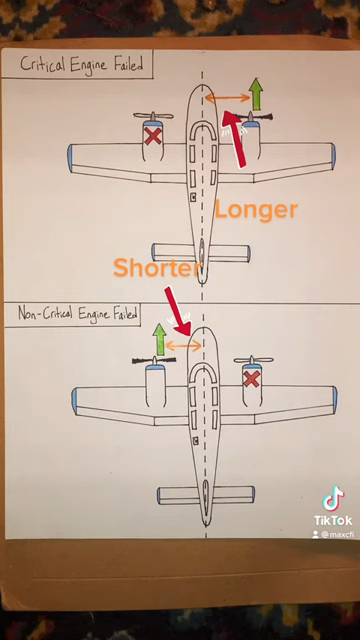 Critical Engine Failed
Longer
Shorter
Non-Critical Engine Failed
TikTok
@maxcfi